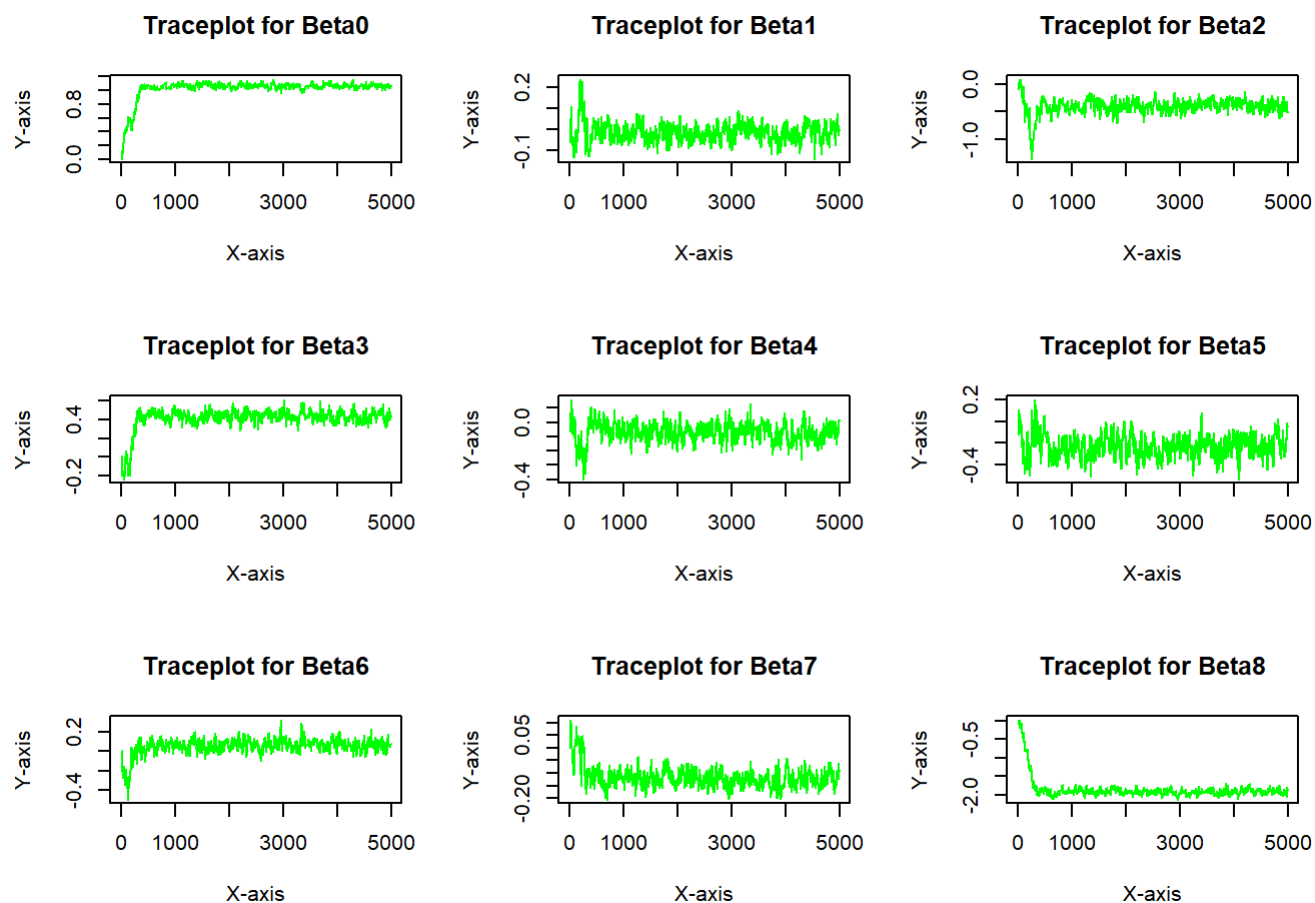 Traceplot for Beta0
Y-axis
0.0 0.8
0 1000 3000 5000
X-axis
Traceplot for Beta1
Y-axis
-0.1 0.2
0 1000 3000 5000
X-axis
Traceplot for Beta2
Y-axis
-1.0 0.0
0 1000 3000 5000
X-axis
Traceplot for Beta3
Y-axis
-0.2 0.4
0 1000 3000 5000
X-axis
Traceplot for Beta4
Y-axis
-0.4 0.0
0 1000 3000 5000
X-axis
Traceplot for Beta5
Y-axis
-0.4 0.2
0 1000 3000 5000
X-axis
Traceplot for Beta6
Y-axis
-0.4 0.2
0 1000 3000 5000
X-axis
Traceplot for Beta7
Y-axis
-0.20 0.05
0 1000 3000 5000
X-axis
Traceplot for Beta8
Y-axis
-2.0 -0.5
0 1000 3000 5000
X-axis